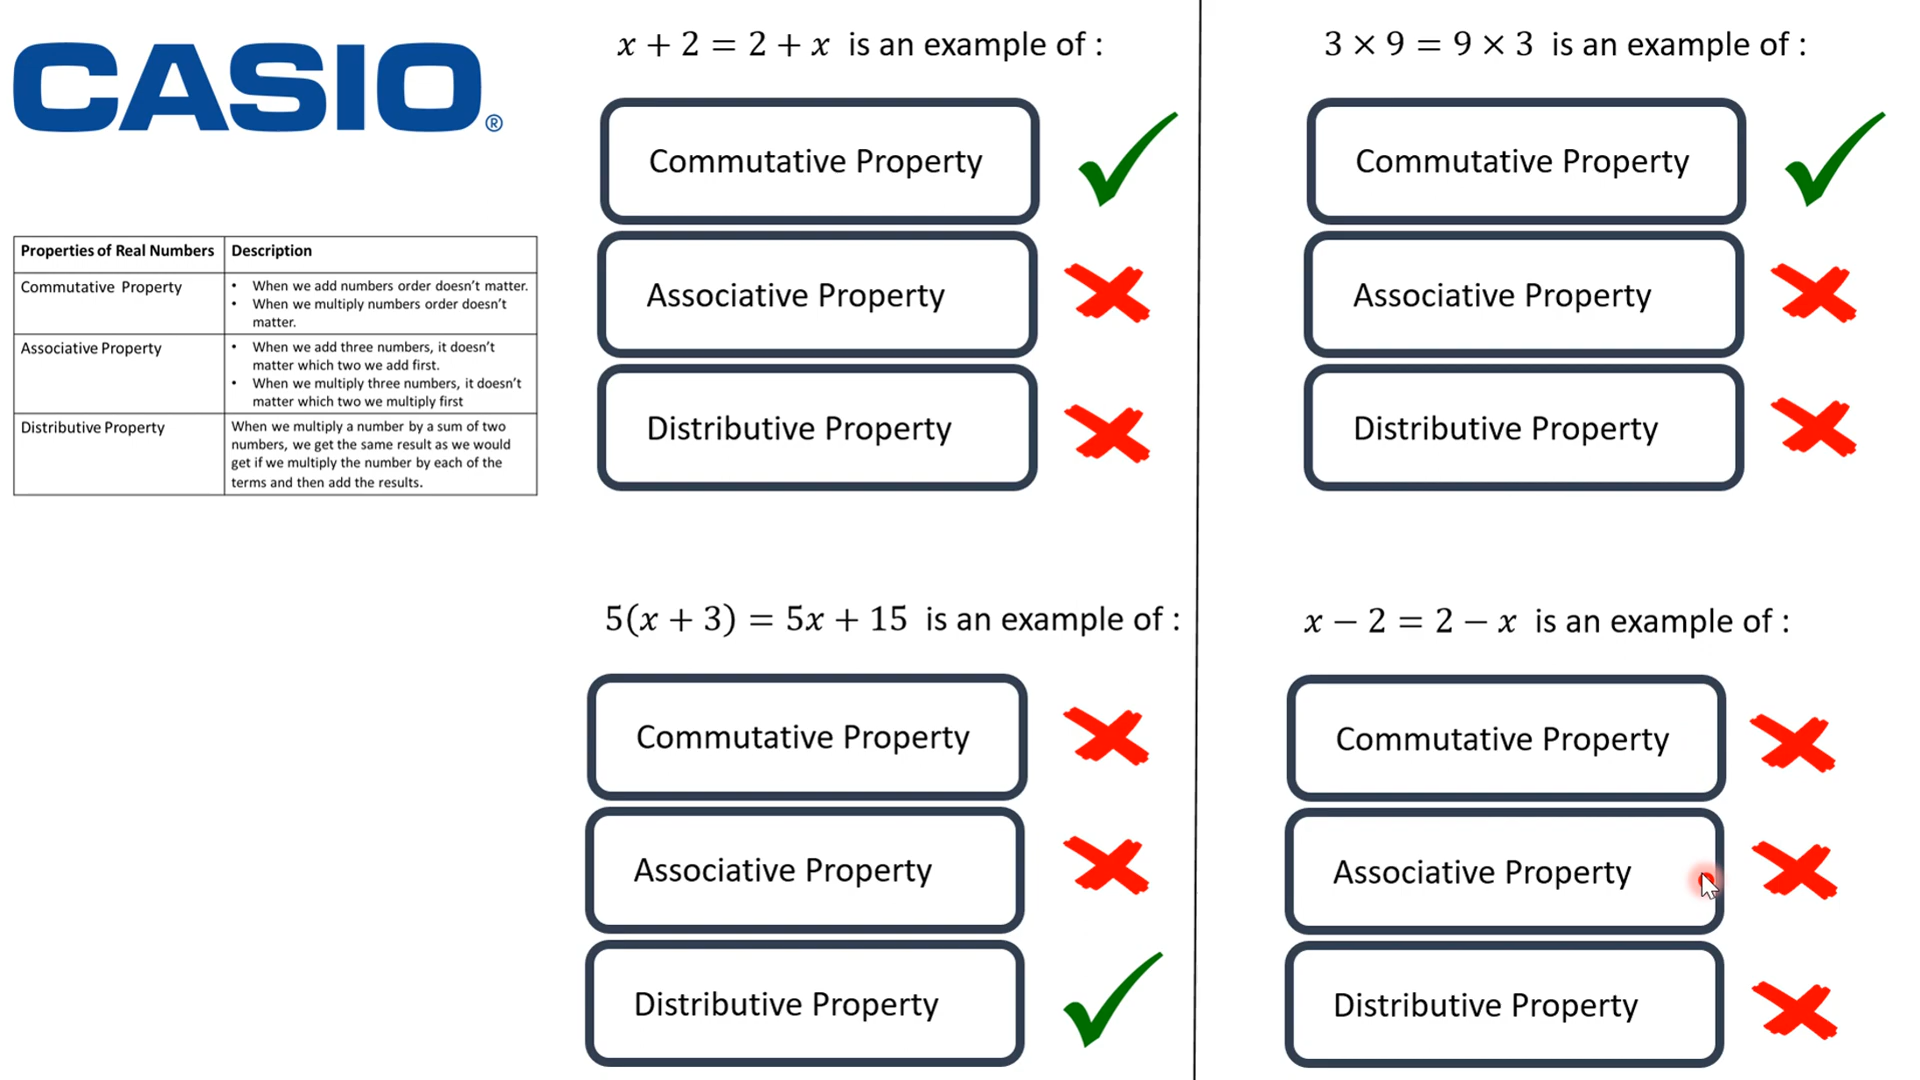 CASIO®
Properties of Real Numbers Description
Commutative Property
• When we add numbers order doesn't matter.
• When we multiply numbers order doesn't
matter.
Associative Property
• When we add three numbers, it doesn't
matter which two we add first.
• When we multiply three numbers, it doesn't
matter which two we multiply first
Distributive Property
When we multiply a number by a sum of two
numbers, we get the same result as we would
get if we multiply the number by each of the
terms and then add the results.
x + 2 = 2 + x is an example of :
Commutative Property
Associative Property
Distributive Property
3 × 9 = 9 × 3 is an example of :
Commutative Property
Associative Property
Distributive Property
5(x + 3) = 5x + 15 is an example of :
Commutative Property
Associative Property
Distributive Property
x − 2 = 2 − x is an example of :
Commutative Property
Associative Property
Distributive Property